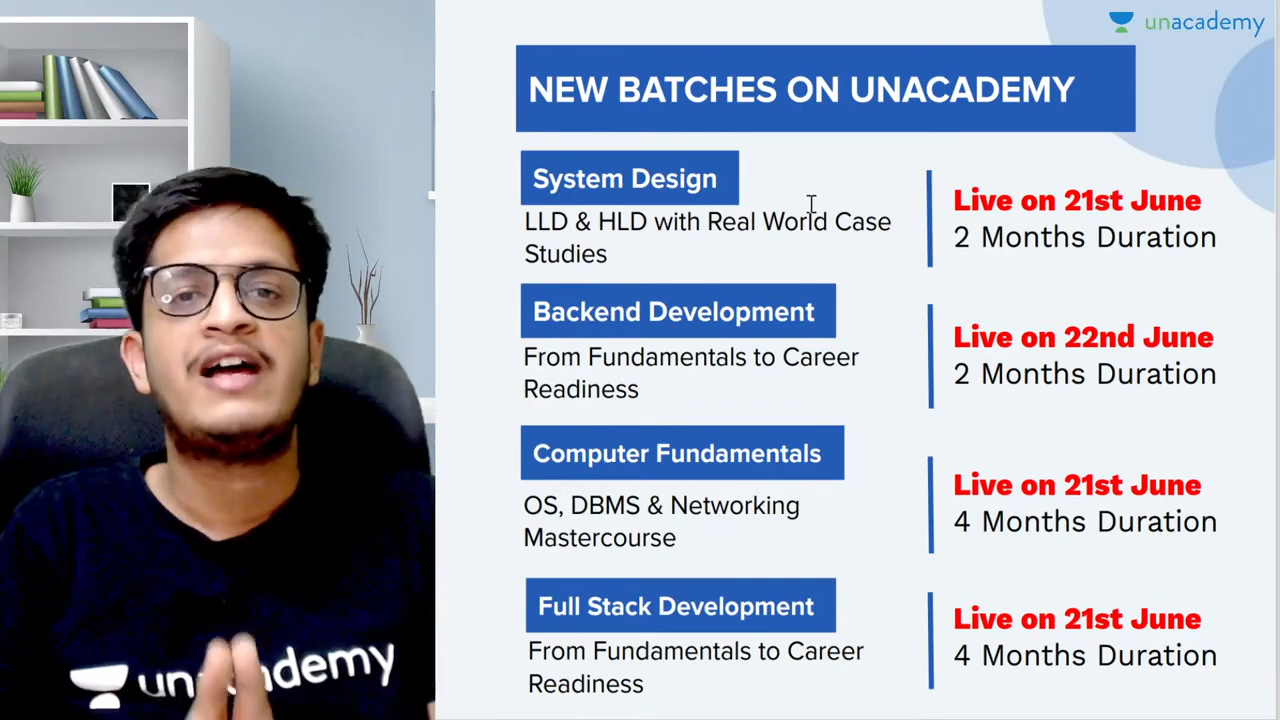 unacademy
NEW BATCHES ON UNACADEMY
System Design
LLD & HLD with Real World Case
Studies
Live on 21st June
2 Months Duration
Backend Development
From Fundamentals to Career
Readiness
Live on 22nd June
2 Months Duration
Computer Fundamentals
OS, DBMS & Networking
Mastercourse
Live on 21st June
4 Months Duration
Full Stack Development
From Fundamentals to Career
Readiness
Live on 21st June
4 Months Duration
unacademy